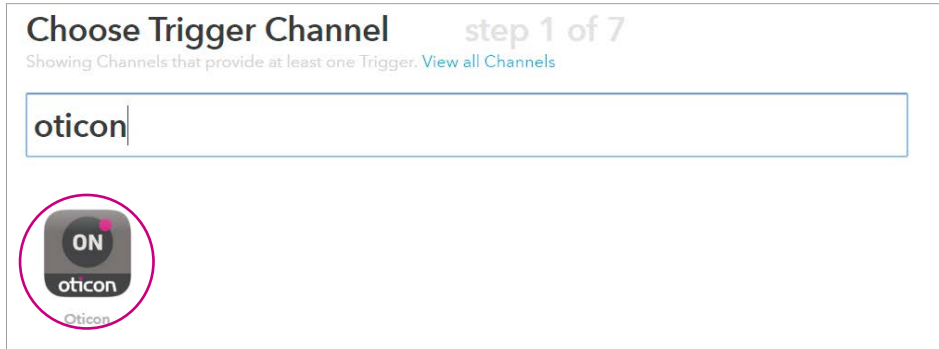 Choose Trigger Channel step 1 of 7
Showing Channels that provide at least one Trigger. View all Channels
oticon
ON
oticon
Oticon